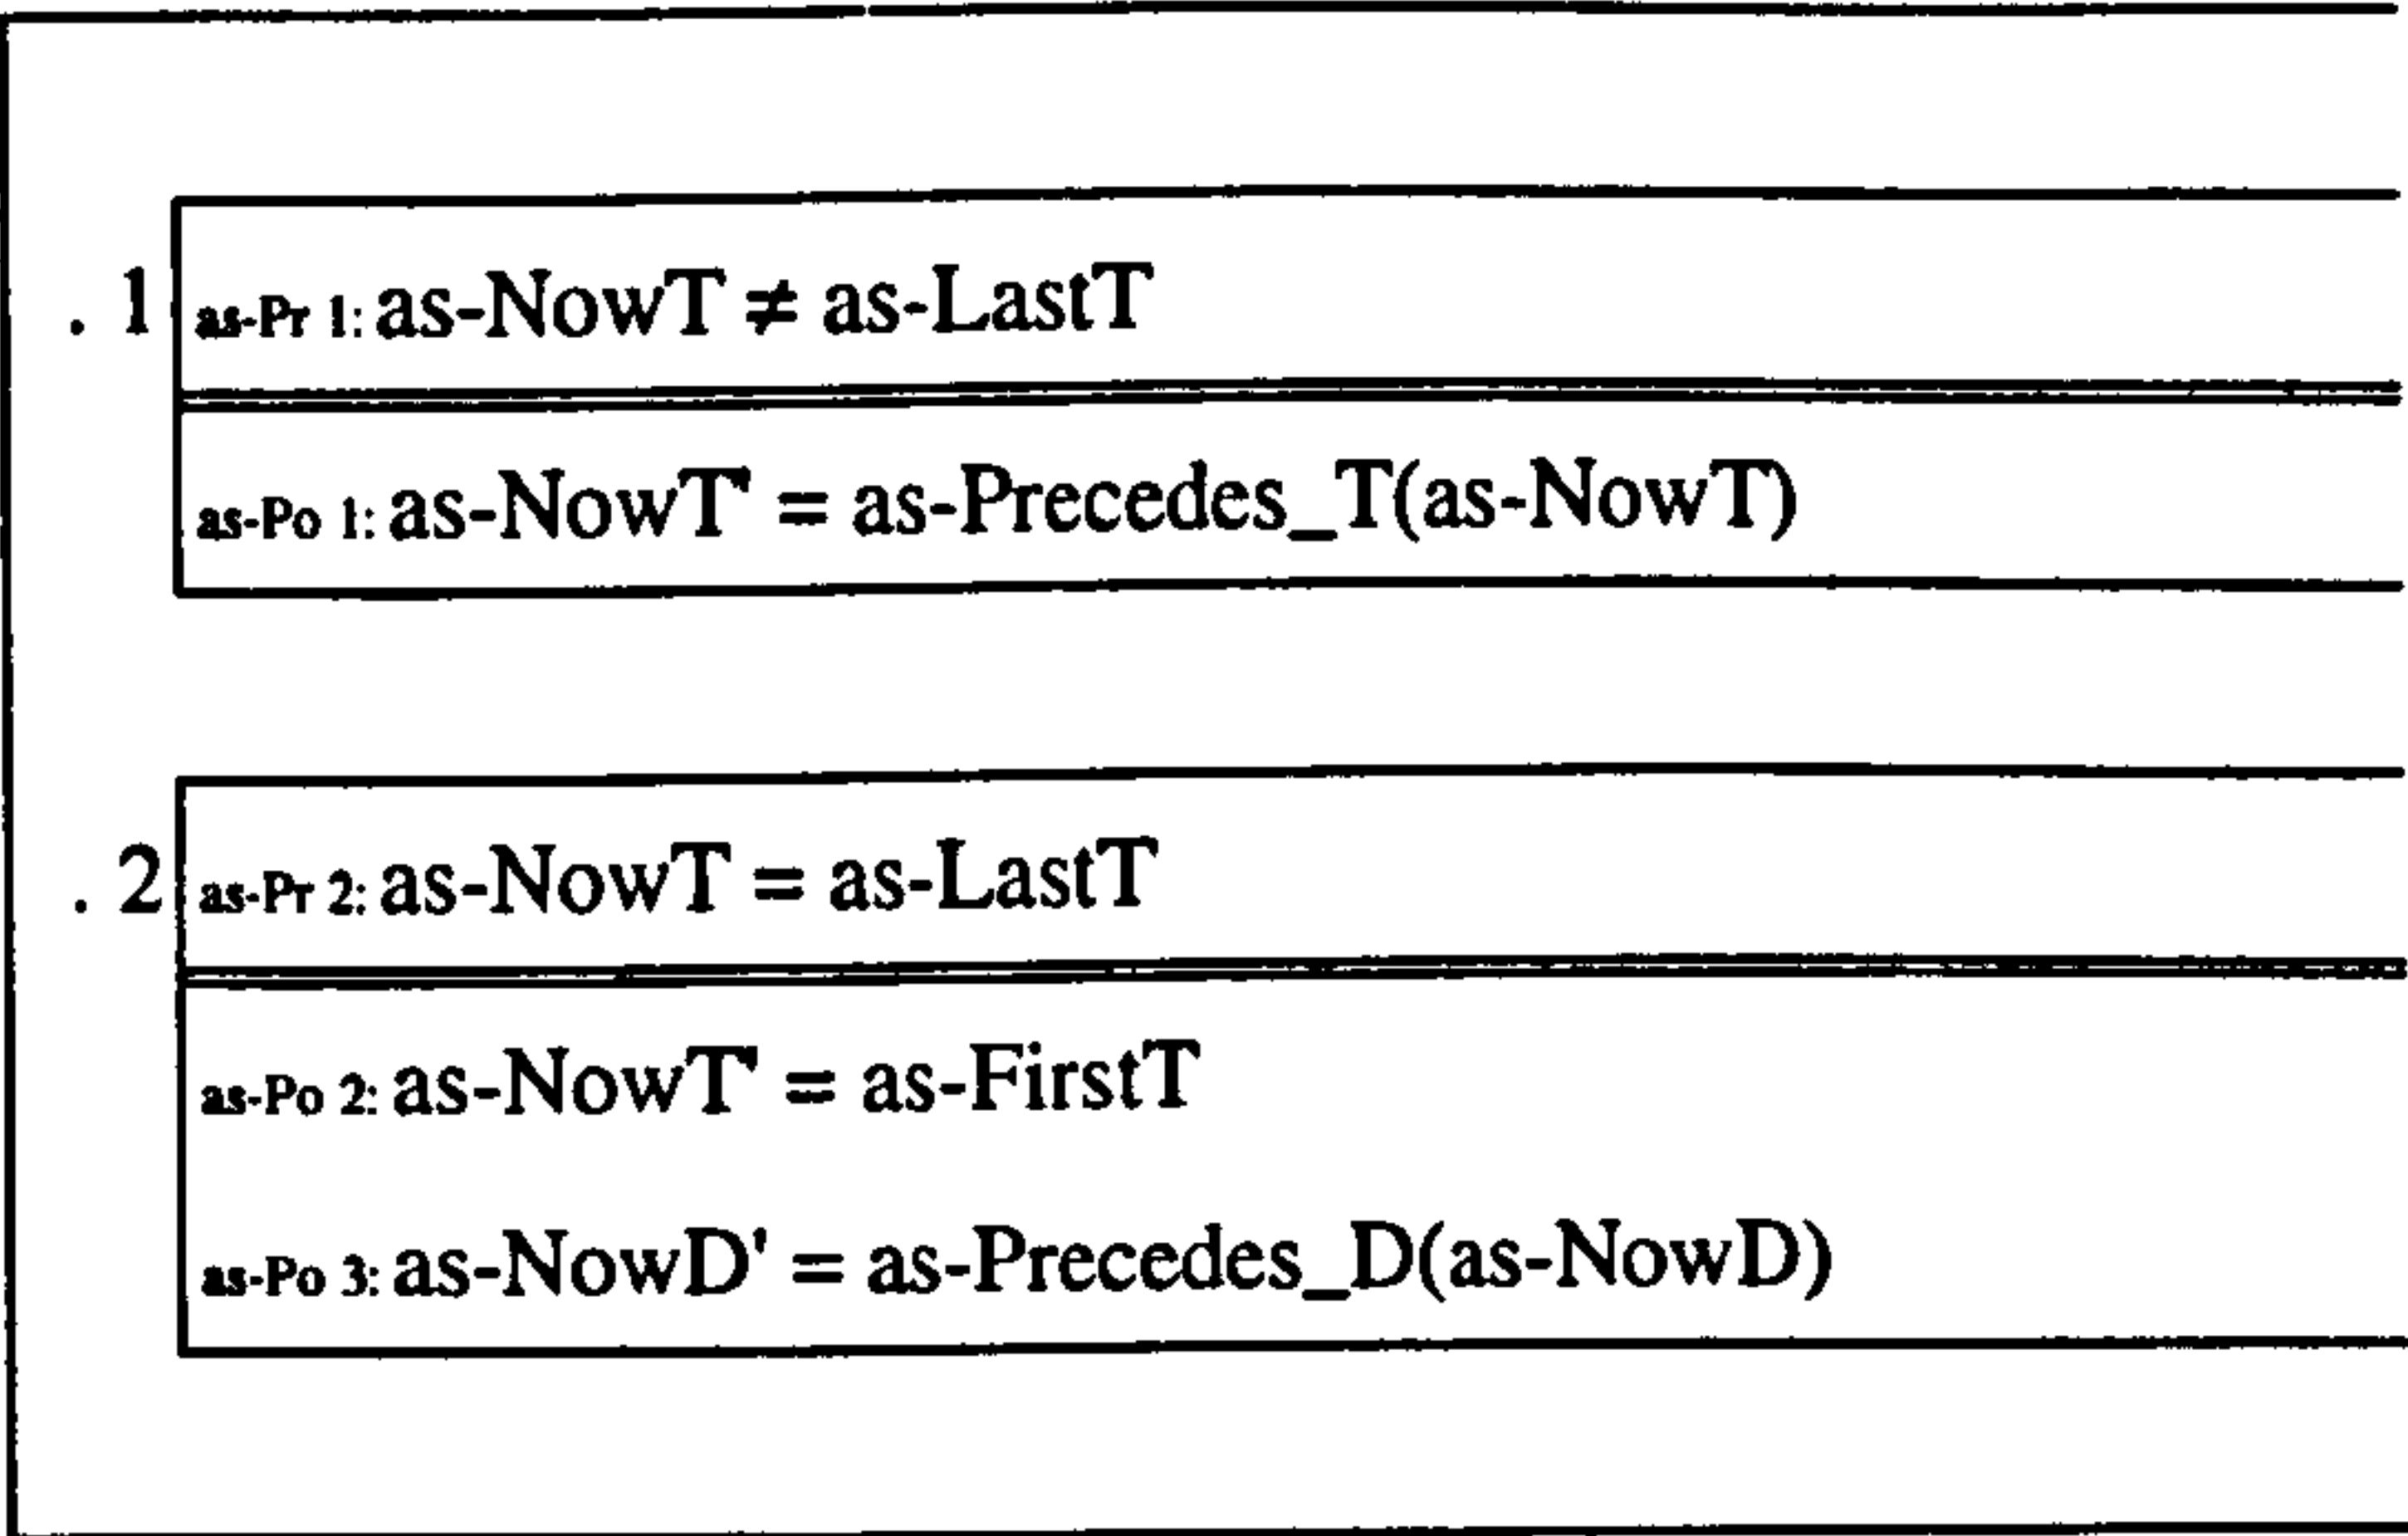 . 1 as-Pr 1: as-NowT ≠ as-LastT
as-Po 1: as-NowT' = as-Precedes_T(as-NowT)
. 2 as-Pr 2: as-NowT = as-LastT
as-Po 2: as-NowT' = as-FirstT
as-Po 3: as-NowD' = as-Precedes_D(as-NowD)